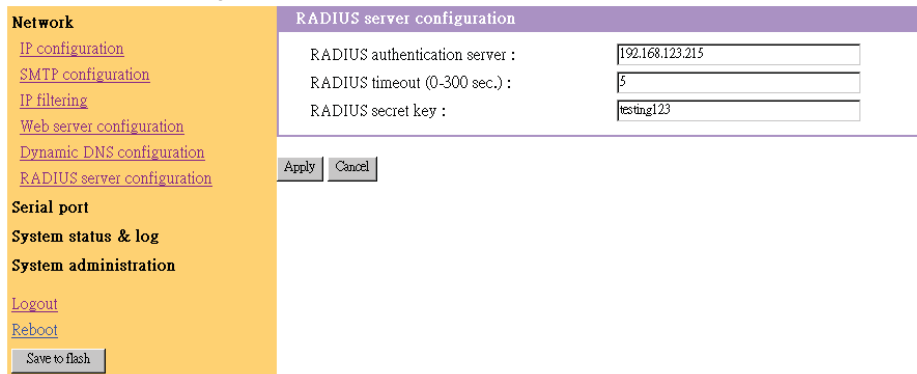 Network
IP configuration
SMTP configuration
IP filtering
Web server configuration
Dynamic DNS configuration
RADIUS server configuration
Serial port
System status & log
System administration
Logout
Reboot
Save to flash
RADIUS server configuration
RADIUS authentication server : 192.168.123.215
RADIUS timeout (0-300 sec.) : 5
RADIUS secret key : testing123
Apply Cancel